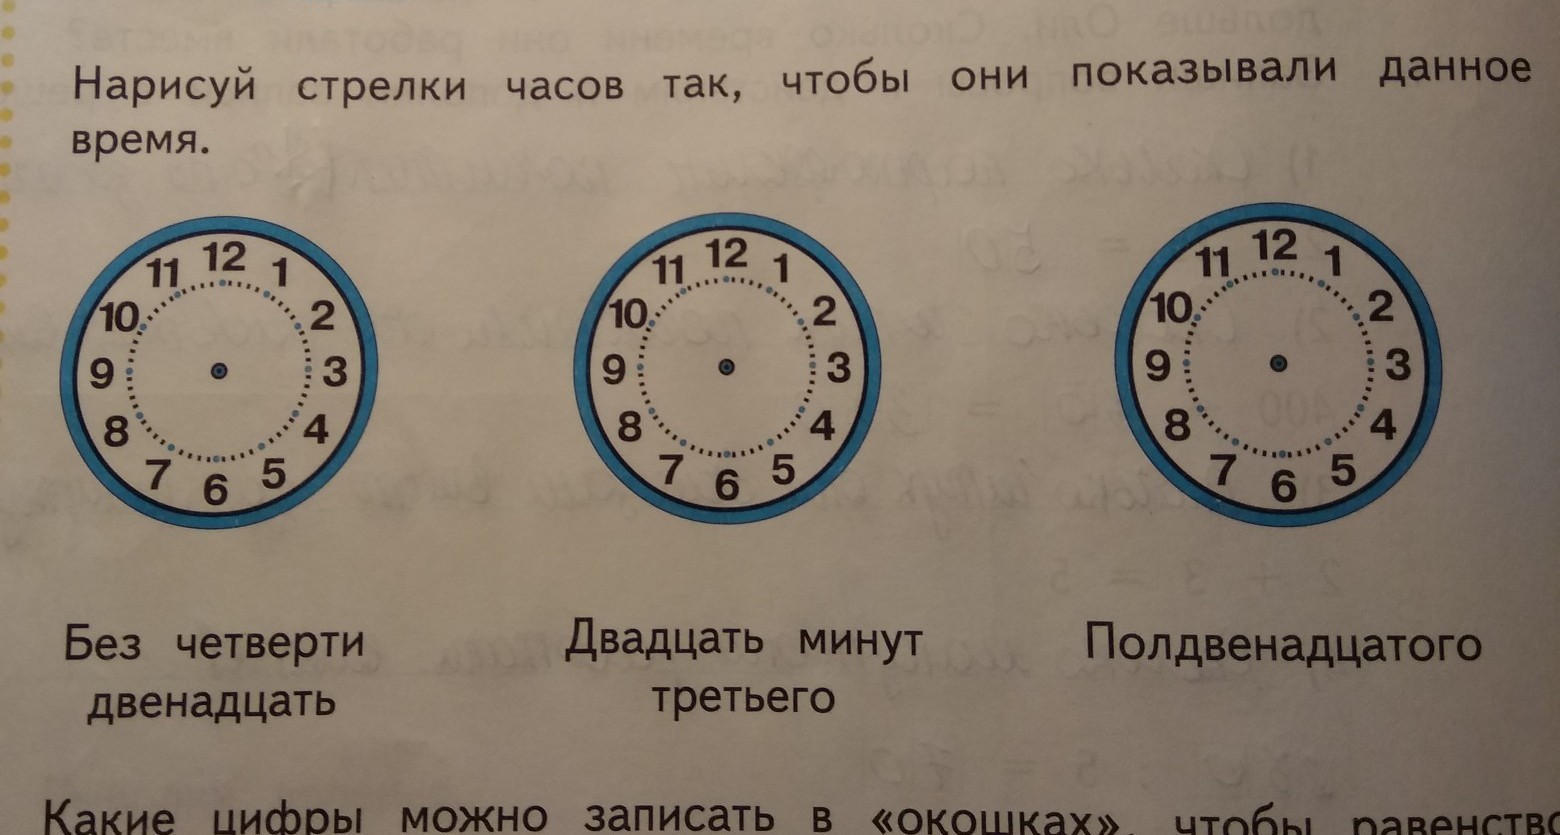 Нарисуй стрелки часов так, чтобы они показывали данное
время.
12 1 2 3 4 5 6 7 8 9 10 11
12 1 2 3 4 5 6 7 8 9 10 11
12 1 2 3 4 5 6 7 8 9 10 11
Без четверти
двенадцать
Двадцать минут
третьего
Полдвенадцатого
Какие цифры можно записать в «окошках», чтобы равенство